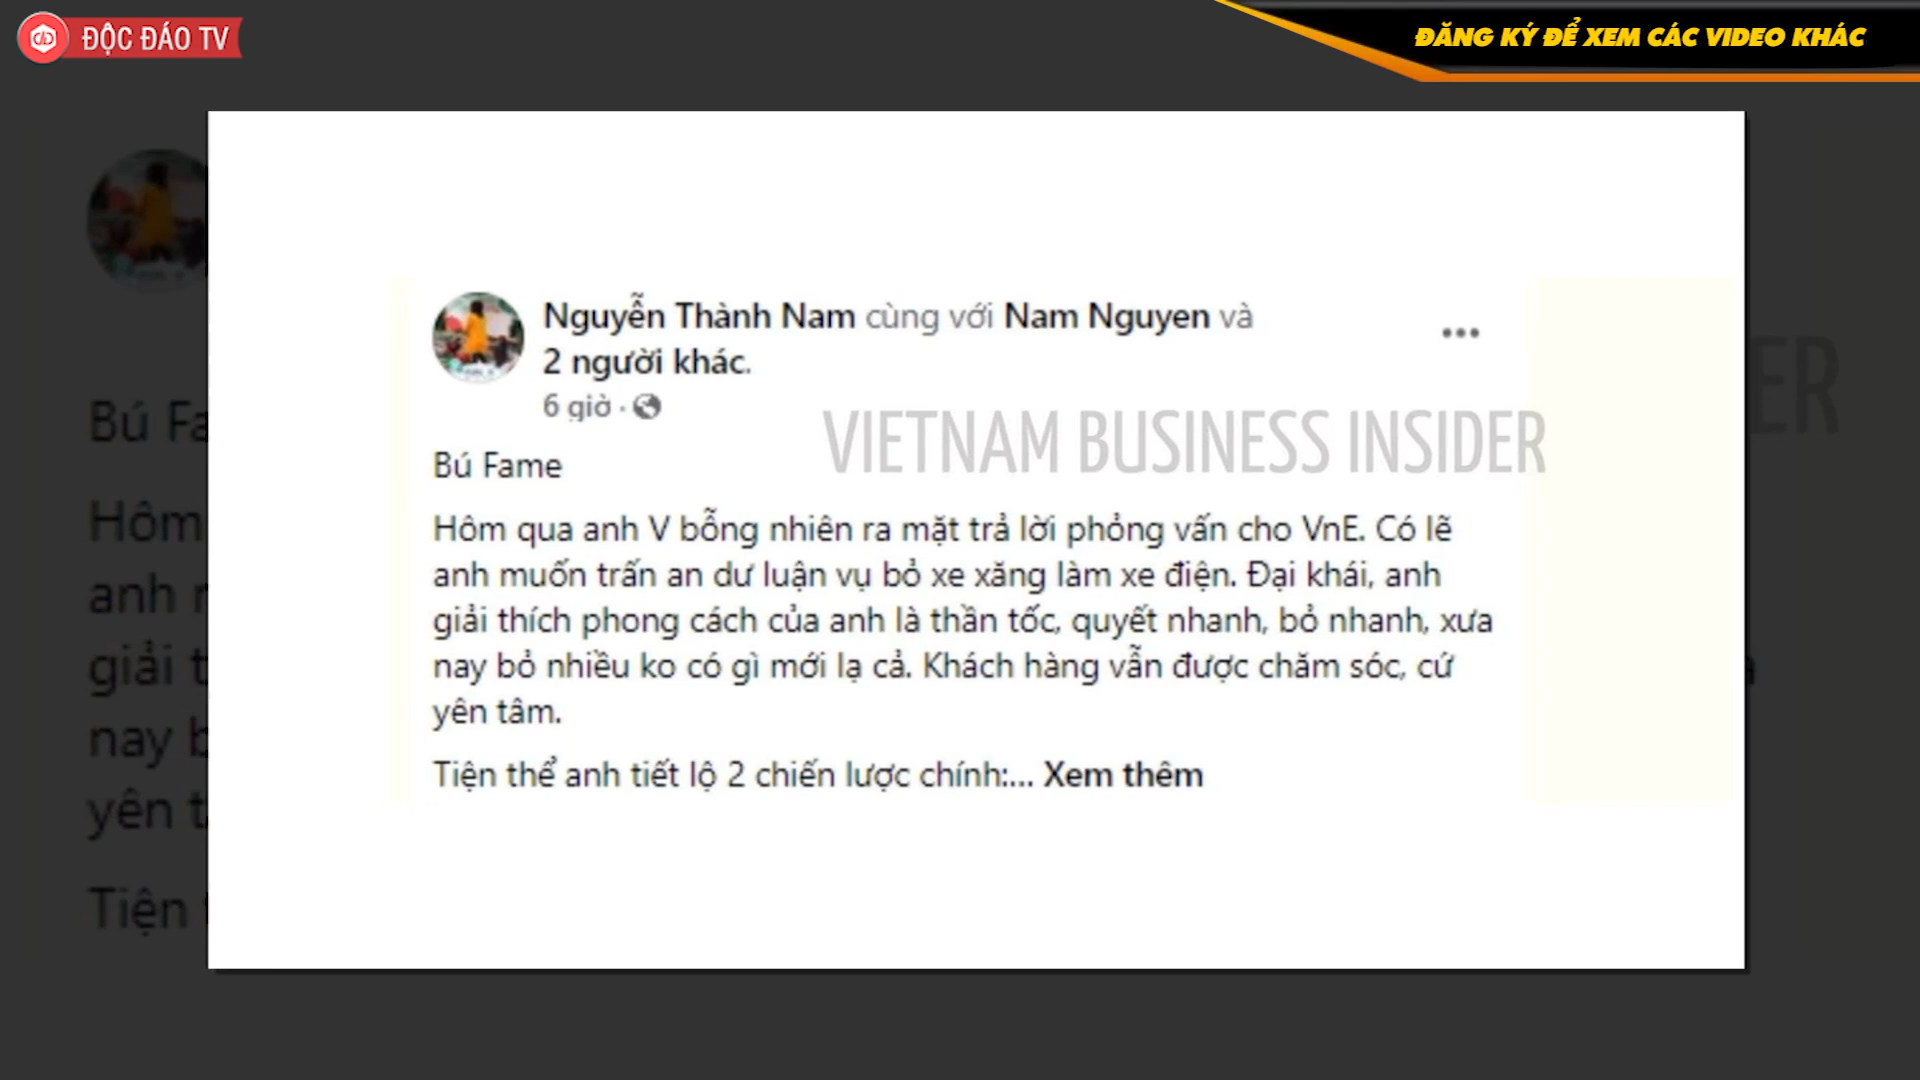 ĐỘC ĐÁO TV
ĐĂNG KÝ ĐỂ XEM CÁC VIDEO KHÁC
Nguyễn Thành Nam cùng với Nam Nguyen và
2 người khác.
6 giờ ·
VIETNAM BUSINESS INSIDER
Bú Fame
Hôm qua anh V bỗng nhiên ra mặt trả lời phỏng vấn cho VnE. Có lẽ
anh muốn trấn an dư luận vụ bỏ xe xăng làm xe điện. Đại khái, anh
giải thích phong cách của anh là thần tốc, quyết nhanh, bỏ nhanh, xưa
nay bỏ nhiều ko có gì mới lạ cả. Khách hàng vẫn được chăm sóc, cứ
yên tâm.
Tiện thể anh tiết lộ 2 chiến lược chính:... Xem thêm